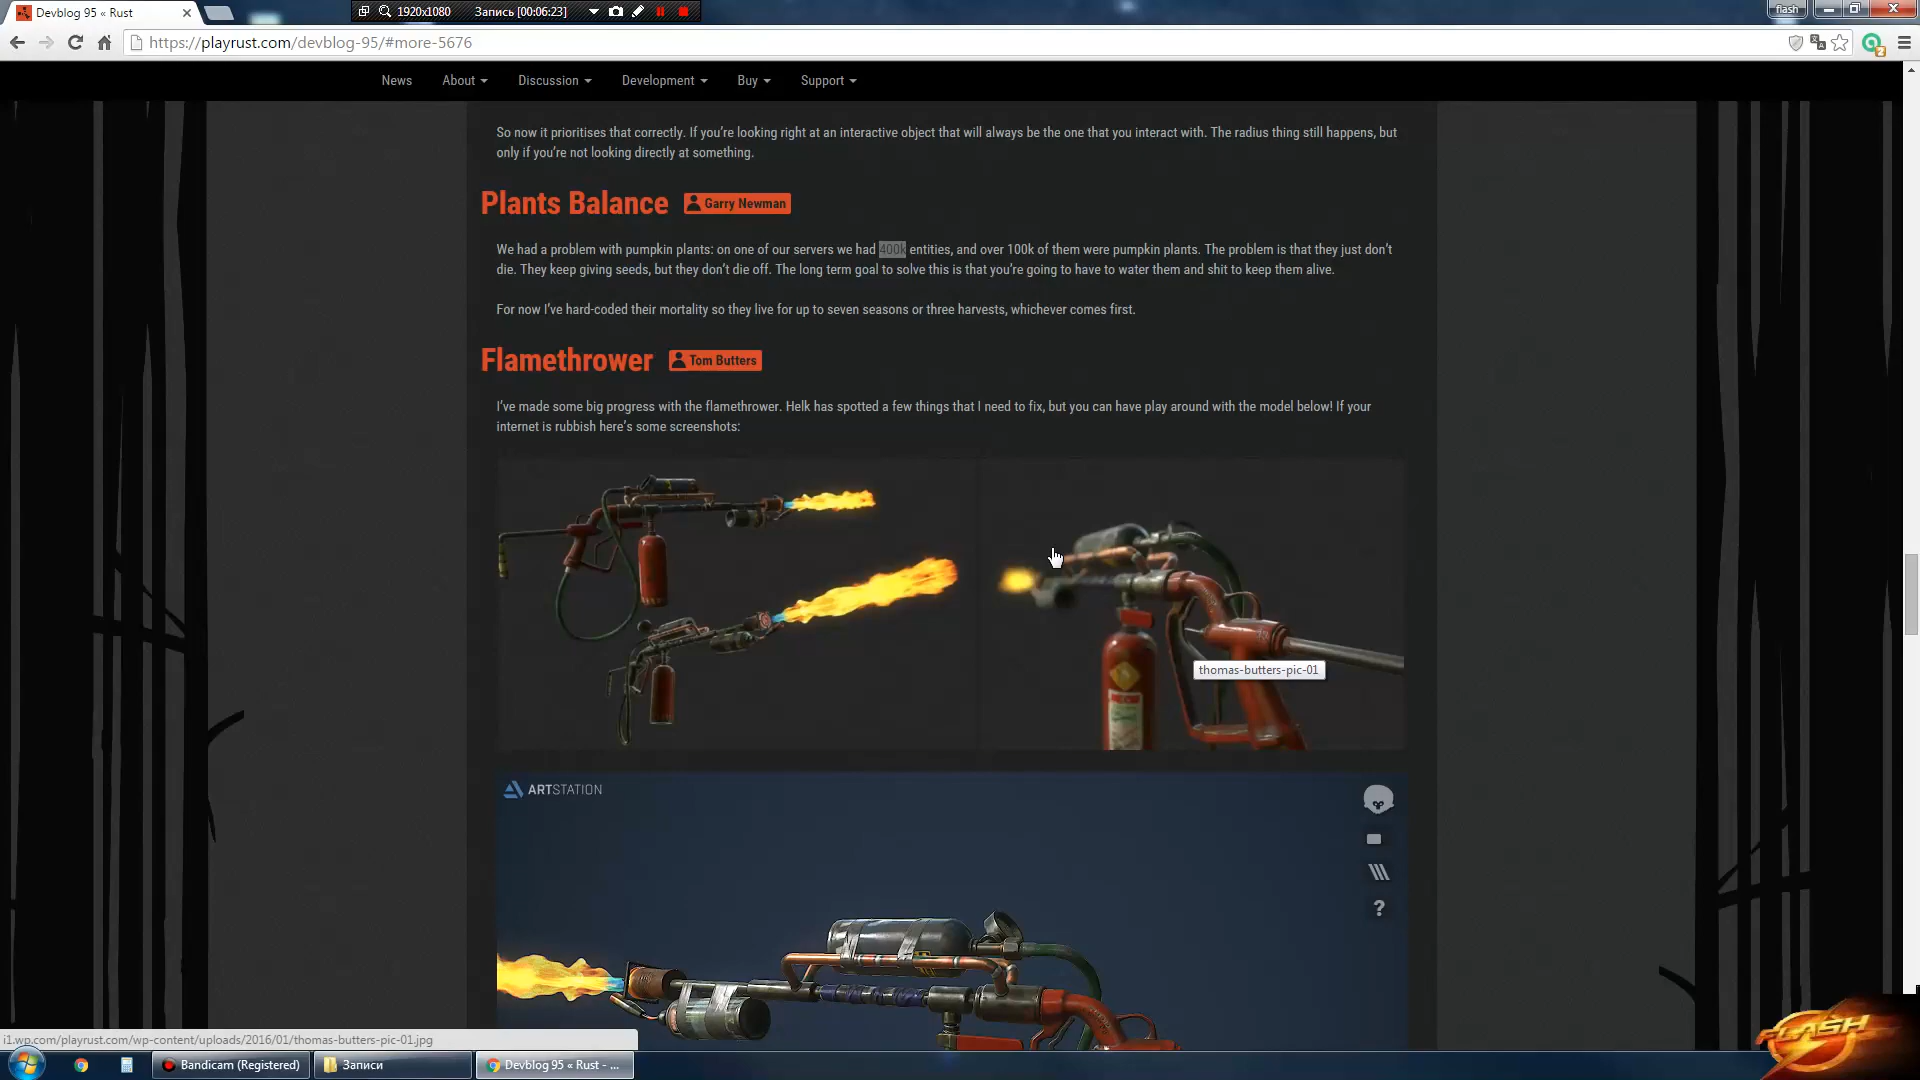 Devblog 95 « Rust
1920x1080
Запись [00:06:23]
flash
https://playrust.com/devblog-95/#more-5676
2
News
About
Discussion
Development
Buy
Support
So now it prioritises that correctly. If you’re looking right at an interactive object that will always be the one that you interact with. The radius thing still happens, but
only if you’re not looking directly at something.
Plants Balance
Garry Newman
We had a problem with pumpkin plants: on one of our servers we had 400k entities, and over 100k of them were pumpkin plants. The problem is that they just don’t
die. They keep giving seeds, but they don’t die off. The long term goal to solve this is that you’re going to have to water them and shit to keep them alive.
For now I’ve hard-coded their mortality so they live for up to seven seasons or three harvests, whichever comes first.
Flamethrower
Tom Butters
I’ve made some big progress with the flamethrower. Helk has spotted a few things that I need to fix, but you can have play around with the model below! If your
internet is rubbish here’s some screenshots:
thomas-butters-pic-01
ARTSTATION
?
i1.wp.com/playrust.com/wp-content/uploads/2016/01/thomas-butters-pic-01.jpg
FLASH
Bandicam (Registered)
Записи
Devblog 95 « Rust - ...